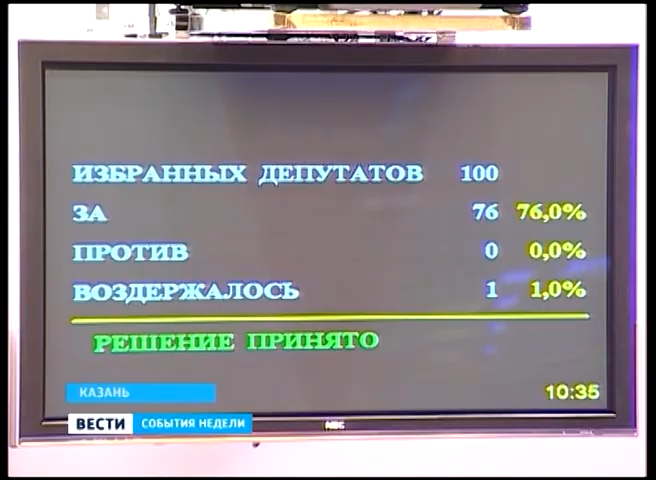 ИЗБРАННЫХ ДЕПУТАТОВ 100
ЗА 76 76,0%
ПРОТИВ 0 0,0%
ВОЗДЕРЖАЛОСЬ 1 1,0%
РЕШЕНИЕ ПРИНЯТО
КАЗАНЬ 10:35
ВЕСТИ СОБЫТИЯ НЕДЕЛИ
NEC